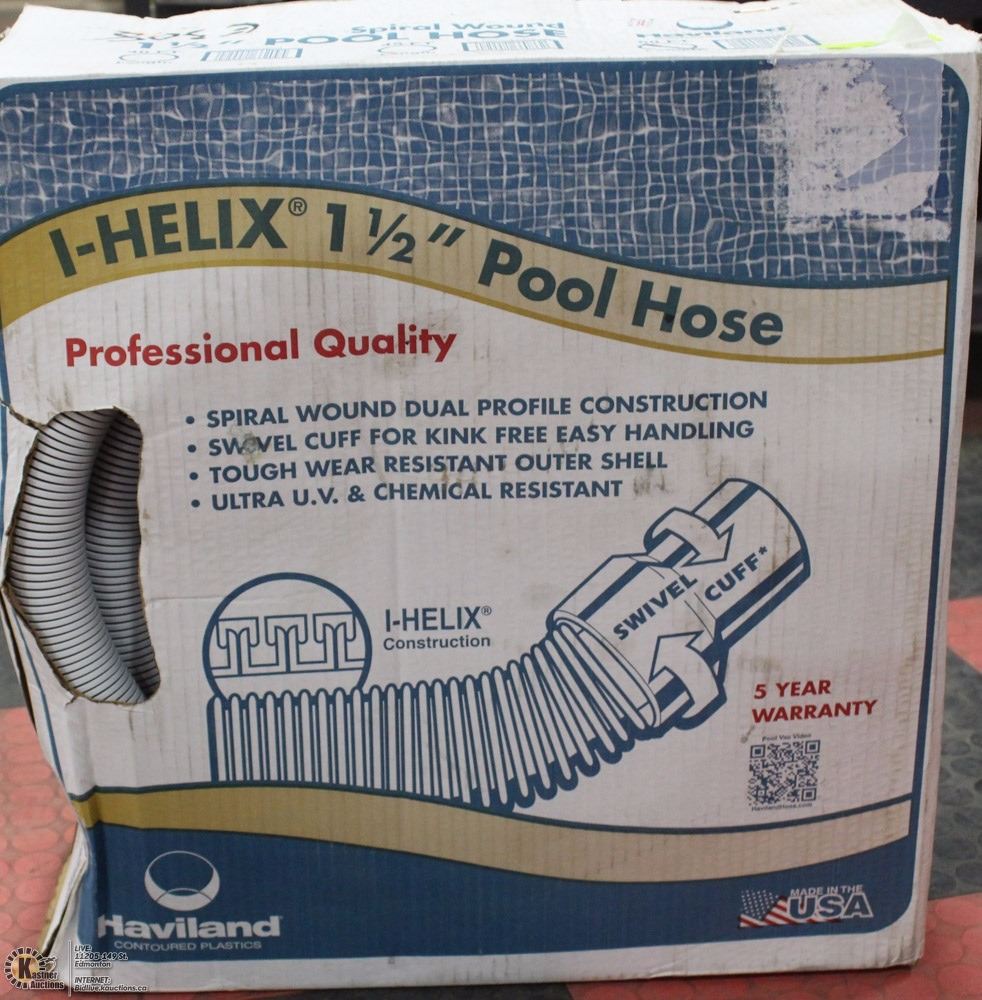 Spiral Wound
1½
POOL HOSE
Haviland
I-HELIX® 1½" Pool Hose
Professional Quality
• SPIRAL WOUND DUAL PROFILE CONSTRUCTION
• SWIVEL CUFF FOR KINK FREE EASY HANDLING
• TOUGH WEAR RESISTANT OUTER SHELL
• ULTRA U.V. & CHEMICAL RESISTANT
I-HELIX®
Construction
SWIVEL CUFF*
5 YEAR
WARRANTY
Pool Vac Video
HavilandHose.com
Haviland
CONTOURED PLASTICS
MADE IN THE
USA
Kastner
Auctions
LIVE:
11205-149 St.
Edmonton
INTERNET:
Bidlive.kauctions.ca